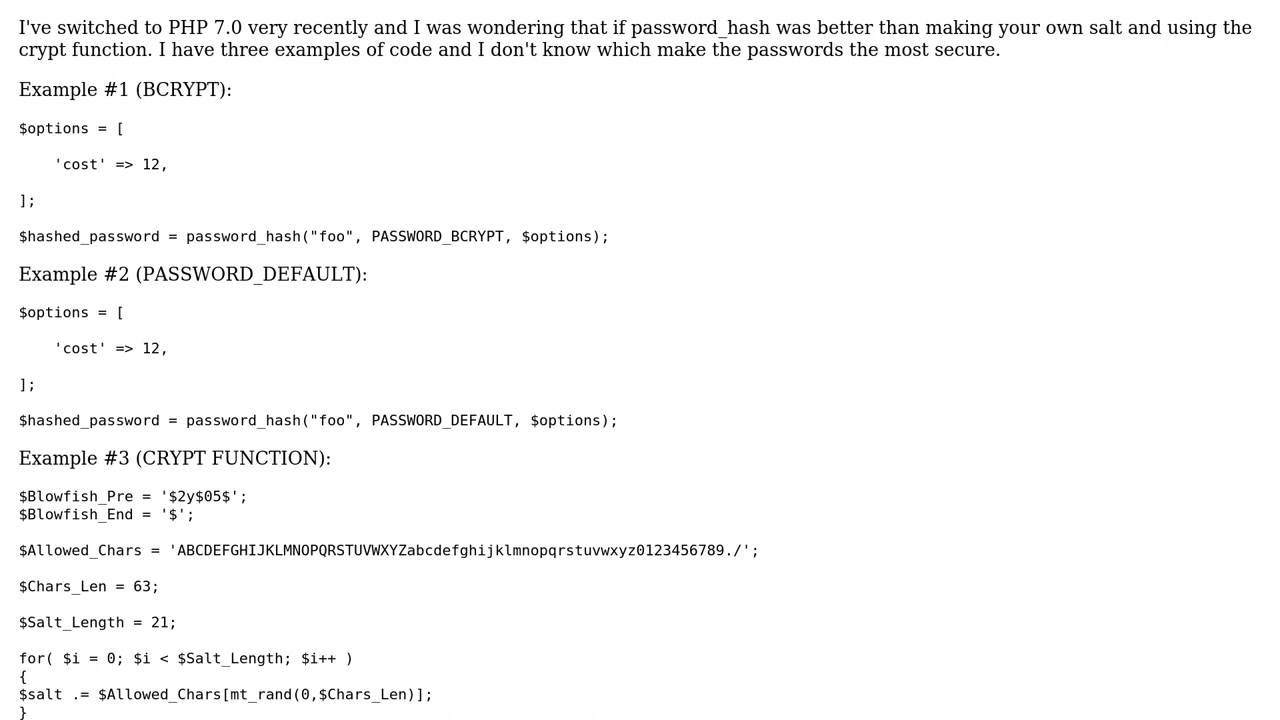 I've switched to PHP 7.0 very recently and I was wondering that if password_hash was better than making your own salt and using the
crypt function. I have three examples of code and I don't know which make the passwords the most secure.
Example #1 (BCRYPT):
$options = [
'cost' => 12,
];
$hashed_password = password_hash("foo", PASSWORD_BCRYPT, $options);
Example #2 (PASSWORD_DEFAULT):
$options = [
'cost' => 12,
];
$hashed_password = password_hash("foo", PASSWORD_DEFAULT, $options);
Example #3 (CRYPT FUNCTION):
$Blowfish_Pre = '$2y$05$';
$Blowfish_End = '$';
$Allowed_Chars = 'ABCDEFGHIJKLMNOPQRSTUVWXYZabcdefghijklmnopqrstuvwxyz0123456789./';
$Chars_Len = 63;
$Salt_Length = 21;
for( $i = 0; $i < $Salt_Length; $i++ )
{
$salt .= $Allowed_Chars[mt_rand(0,$Chars_Len)];
}